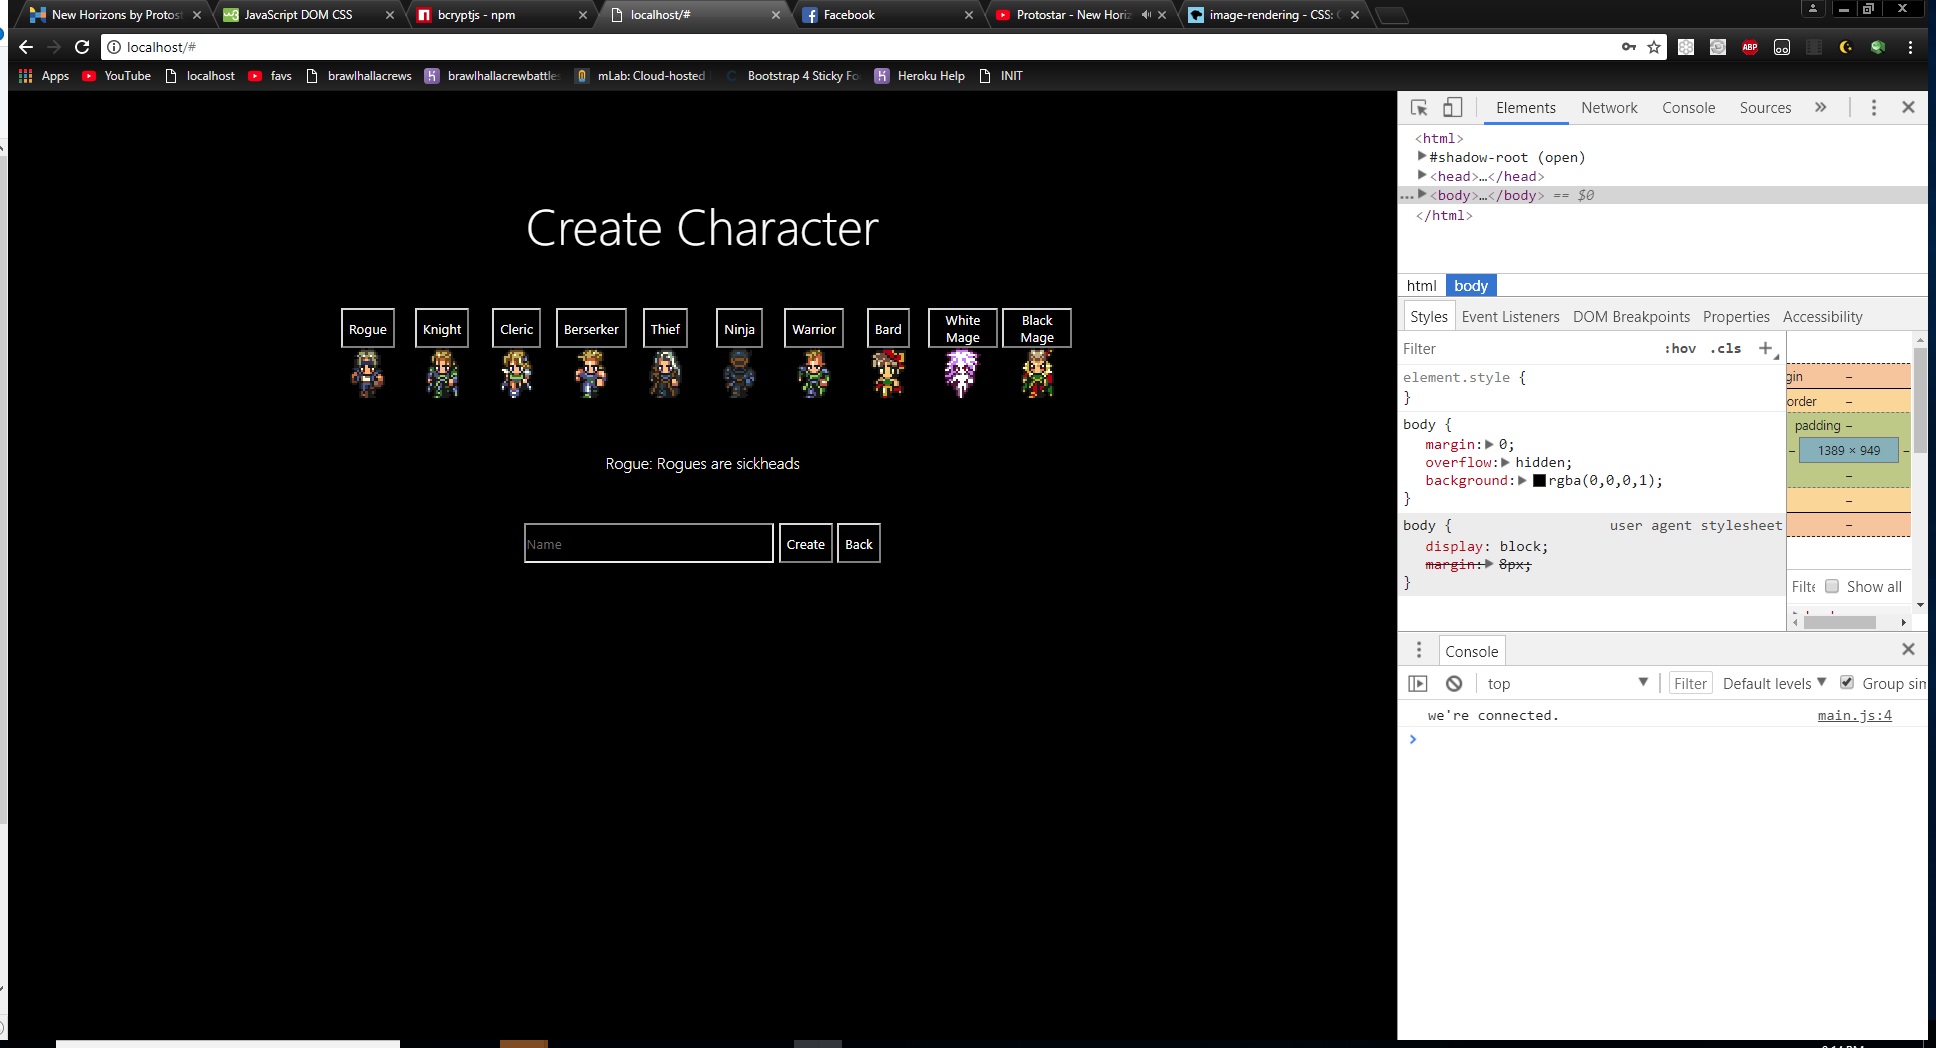 New Horizons by Protost
JavaScript DOM CSS
bcryptjs - npm
localhost/#
Facebook
Protostar - New Horiz
image-rendering - CSS:
localhost/#
ABP
Apps
YouTube
localhost
favs
brawlhallacrews
brawlhallacrewbattles
mLab: Cloud-hosted
Bootstrap 4 Sticky Fo
Heroku Help
INIT
Create Character
Rogue
Knight
Cleric
Berserker
Thief
Ninja
Warrior
Bard
White
Mage
Black
Mage
Rogue: Rogues are sickheads
Name
Create
Back
Elements Network Console Sources »
<html>
#shadow-root (open)
<head>…</head>
... <body>…</body> == $0
</html>
html body
Styles Event Listeners DOM Breakpoints Properties Accessibility
Filter :hov .cls +
element.style {
}
body {
margin: 0;
overflow: hidden;
background: rgba(0,0,0,1);
}
body { user agent stylesheet
display: block;
margin: 8px;
}
gin –
order –
padding –
– 1389 × 949 –
–
–
–
Filte Show all
Console
top Filter Default levels Group sim
we're connected. main.js:4